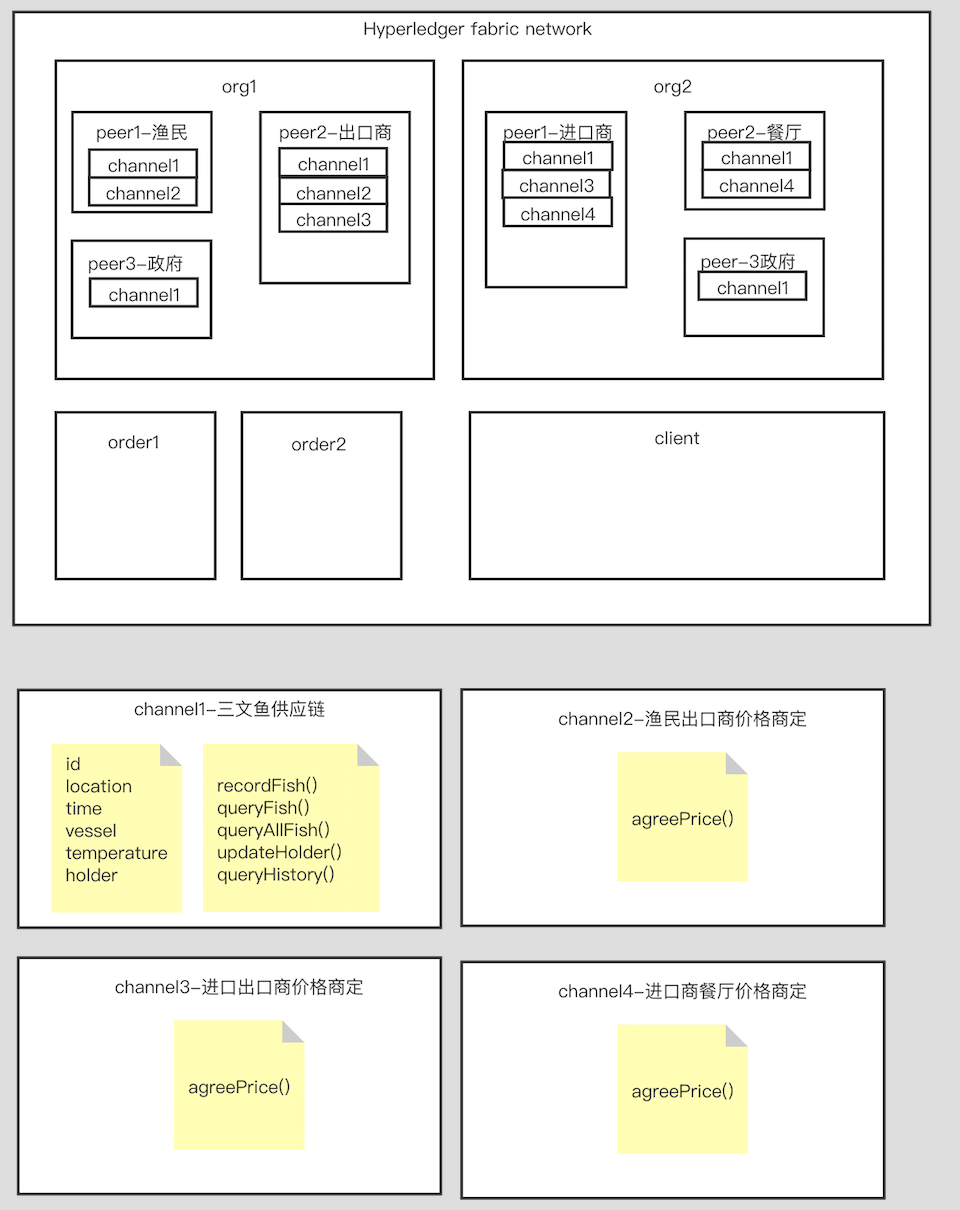 Hyperledger fabric network
org1
peer1-渔民
channel1
channel2
peer2-出口商
channel1
channel2
channel3
peer3-政府
channel1
org2
peer1-进口商
channel1
channel3
channel4
peer2-餐厅
channel1
channel4
peer-3政府
channel1
order1
order2
client
channel1-三文鱼供应链
id
location
time
vessel
temperature
holder
recordFish()
queryFish()
queryAllFish()
updateHolder()
queryHistory()
channel2-渔民出口商价格商定
agreePrice()
channel3-进口出口商价格商定
agreePrice()
channel4-进口商餐厅价格商定
agreePrice()